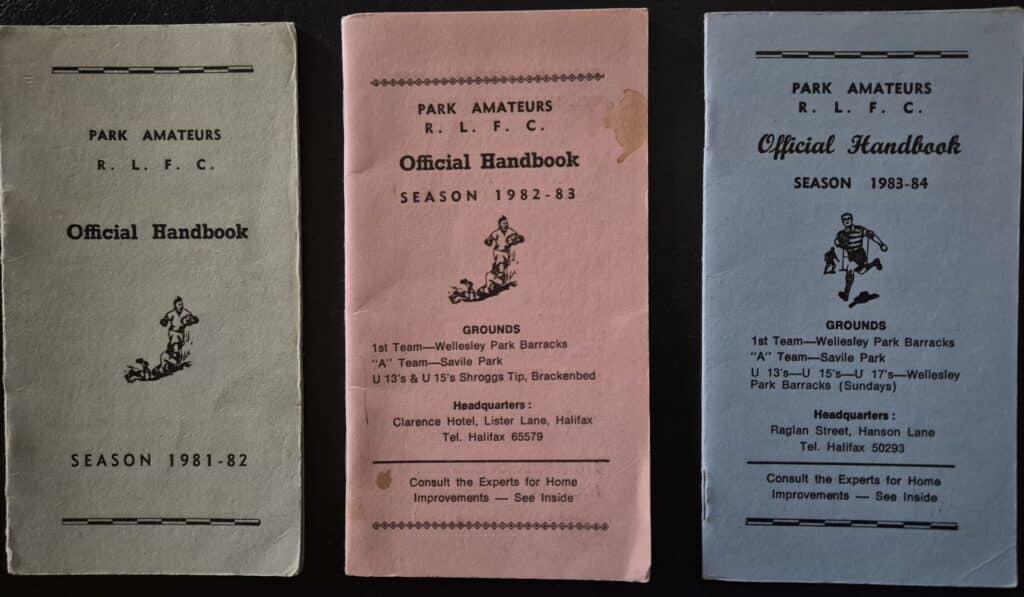 PARK AMATEURS
R. L. F. C.
Official Handbook
SEASON 1981-82
PARK AMATEURS
R. L. F. C.
Official Handbook
SEASON 1982-83
GROUNDS
1st Team—Wellesley Park Barracks
"A" Team—Savile Park
U 13's & U 15's Shroggs Tip, Brackenbed
Headquarters :
Clarence Hotel, Lister Lane, Halifax
Tel. Halifax 65579
Consult the Experts for Home
Improvements — See Inside
PARK AMATEURS
R. L. F. C.
Official Handbook
SEASON 1983-84
GROUNDS
1st Team—Wellesley Park Barracks
"A" Team—Savile Park
U 13's—U 15's—U 17's—Wellesley
Park Barracks (Sundays)
Headquarters :
Raglan Street, Hanson Lane
Tel. Halifax 50293
Consult the Experts for Home
Improvements — See Inside